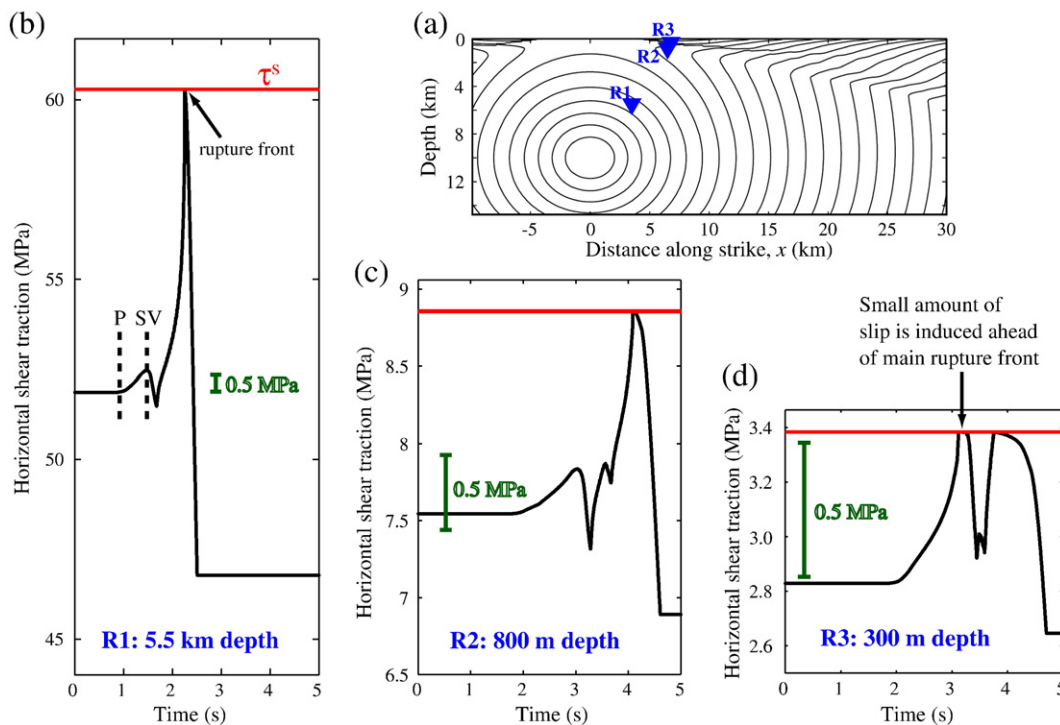 (b)
τˢ
60
rupture front
55
P SV
0.5 MPa
50
45
Horizontal shear traction (MPa)
R1: 5.5 km depth
0 1 2 3 4 5
Time (s)
(a)
R3
R2
R1
0
4
8
12
Depth (km)
-5 0 5 10 15 20 25 30
Distance along strike, x (km)
(c)
9
8.5
8
7.5
7
6.5
Horizontal shear traction (MPa)
0.5 MPa
R2: 800 m depth
0 1 2 3 4 5
Time (s)
Small amount of
slip is induced ahead
of main rupture front
(d)
3.4
3.2
3.0
2.8
2.6
Horizontal shear traction (MPa)
0.5 MPa
R3: 300 m depth
0 1 2 3 4 5
Time (s)